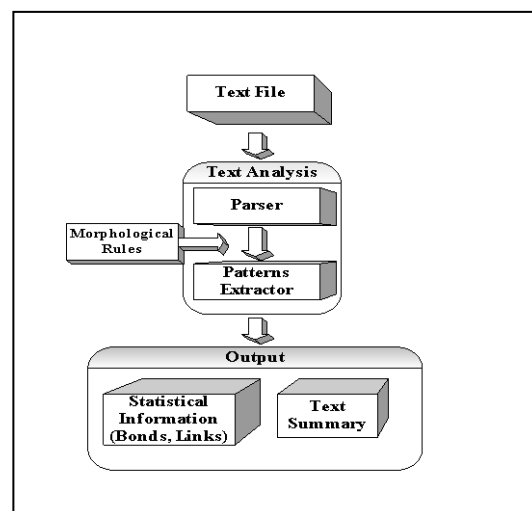 Text File
Text Analysis
Parser
Morphological
Rules
Patterns
Extractor
Output
Statistical
Information
(Bonds, Links)
Text
Summary